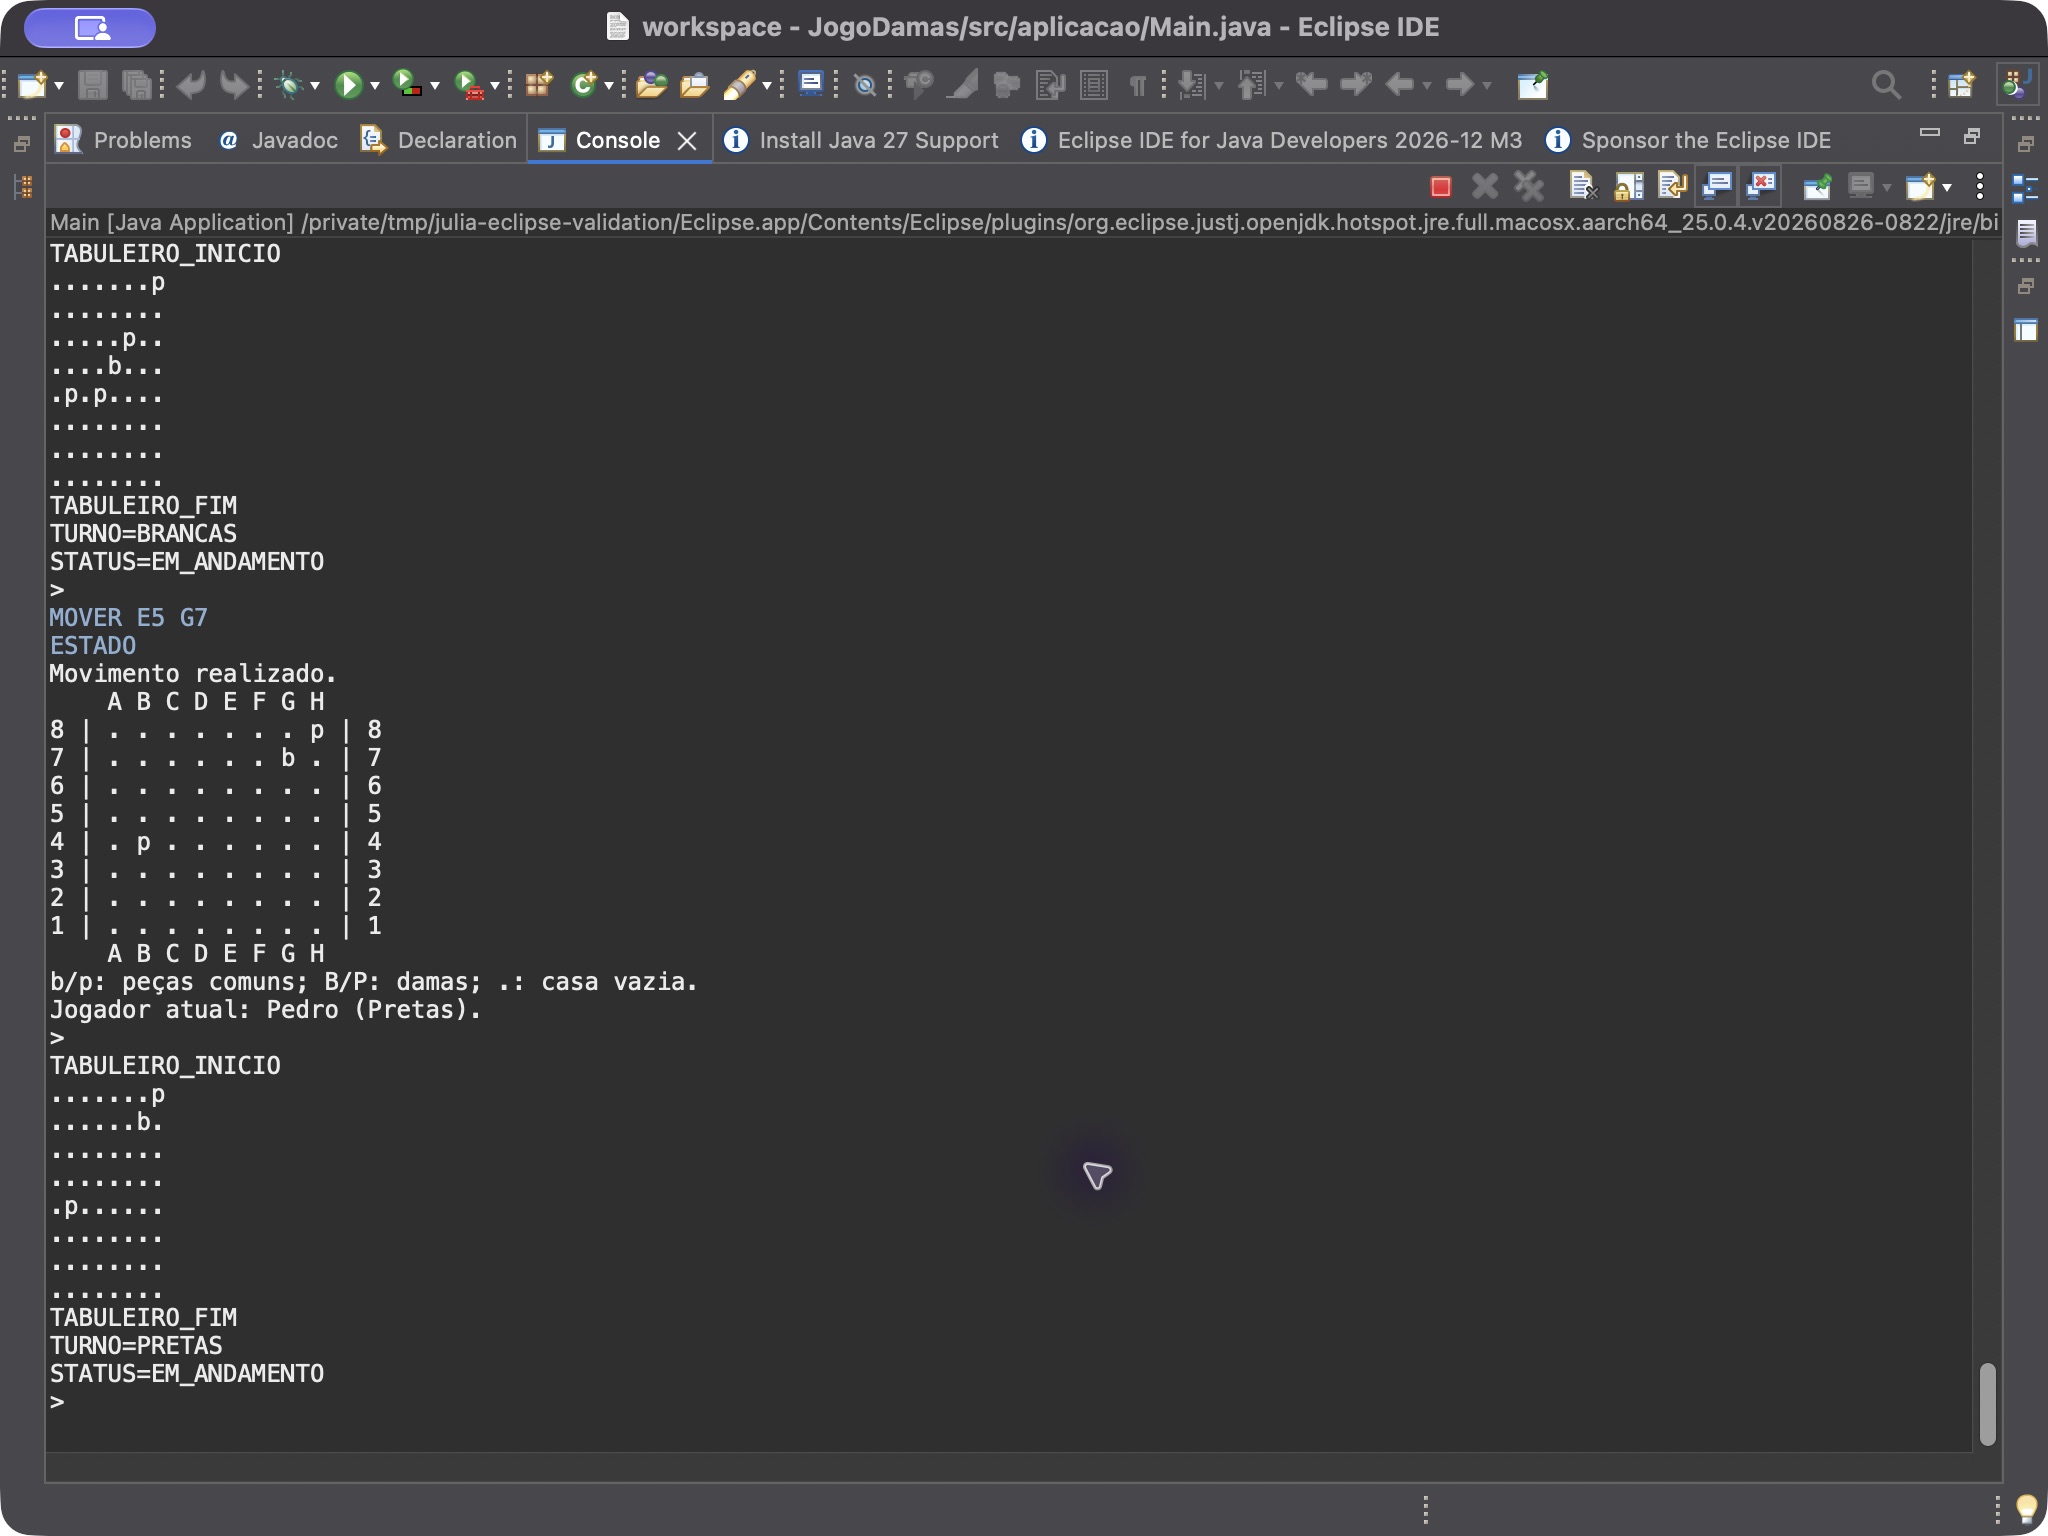 workspace - JogoDamas/src/aplicacao/Main.java - Eclipse IDE
Problems @ Javadoc Declaration Console Install Java 27 Support Eclipse IDE for Java Developers 2026-12 M3 Sponsor the Eclipse IDE
Main [Java Application] /private/tmp/julia-eclipse-validation/Eclipse.app/Contents/Eclipse/plugins/org.eclipse.justj.openjdk.hotspot.jre.full.macosx.aarch64_25.0.4.v20260826-0822/jre/bi
TABULEIRO_INICIO
.......p
........
.....p..
....b...
.p.p....
........
........
........
TABULEIRO_FIM
TURNO=BRANCAS
STATUS=EM_ANDAMENTO
>
MOVER E5 G7
ESTADO
Movimento realizado.
    A B C D E F G H
8 | . . . . . . . p | 8
7 | . . . . . . b . | 7
6 | . . . . . . . . | 6
5 | . . . . . . . . | 5
4 | . p . . . . . . | 4
3 | . . . . . . . . | 3
2 | . . . . . . . . | 2
1 | . . . . . . . . | 1
    A B C D E F G H
b/p: peças comuns; B/P: damas; .: casa vazia.
Jogador atual: Pedro (Pretas).
>
TABULEIRO_INICIO
.......p
......b.
........
........
.p......
........
........
........
TABULEIRO_FIM
TURNO=PRETAS
STATUS=EM_ANDAMENTO
>